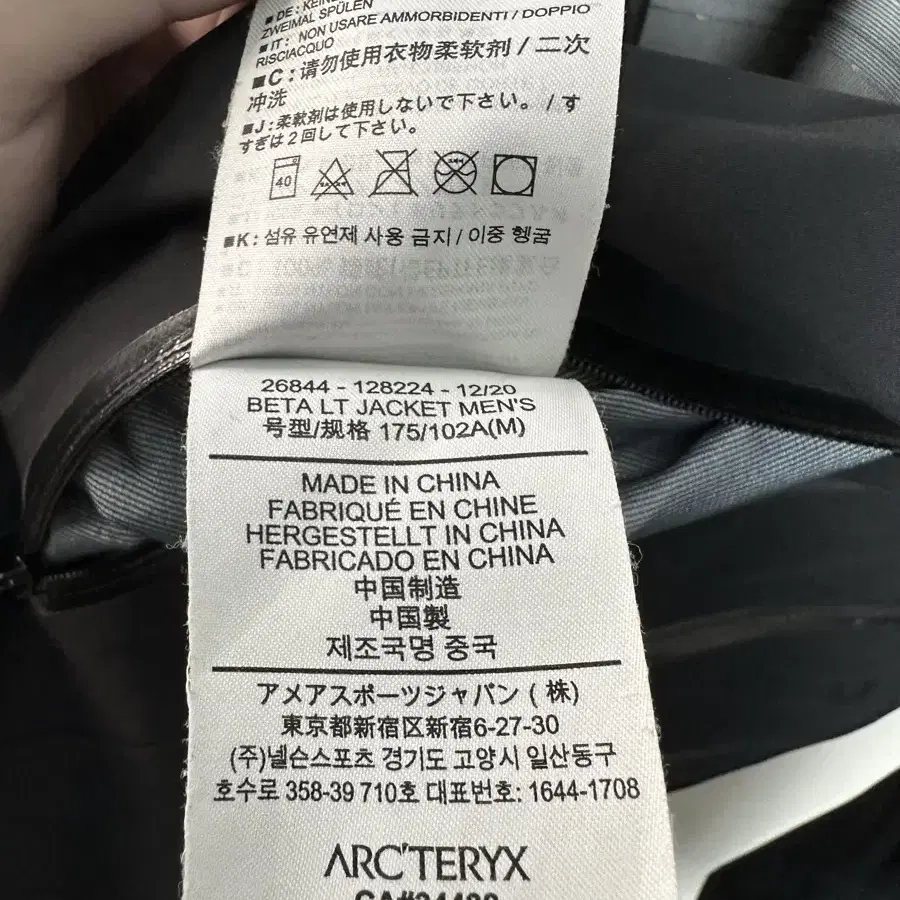 ■DE: KEINE
ZWEIMAL SPÜLEN
■IT: NON USARE AMMORBIDENTI / DOPPIO
RISCIACQUO
■C:请勿使用衣物柔软剂/二次
冲洗
■J:柔軟剤は使用しないで下さい。/す
すぎは2回して下さい。
40
■K:섬유 유연제 사용 금지/이중 헹굼
26844 - 128224 - 12/20
BETA LT JACKET MEN'S
号型/规格 175/102A(M)
MADE IN CHINA
FABRIQUÉ EN CHINE
HERGESTELLT IN CHINA
FABRICADO EN CHINA
中国制造
中国製
제조국명 중국
アメアスポーツジャパン ( 株)
東京都新宿区新宿6-27-30
(주)넬슨스포츠 경기도 고양시 일산동구
호수로 358-39 710호 대표번호: 1644-1708
ARC'TERYX